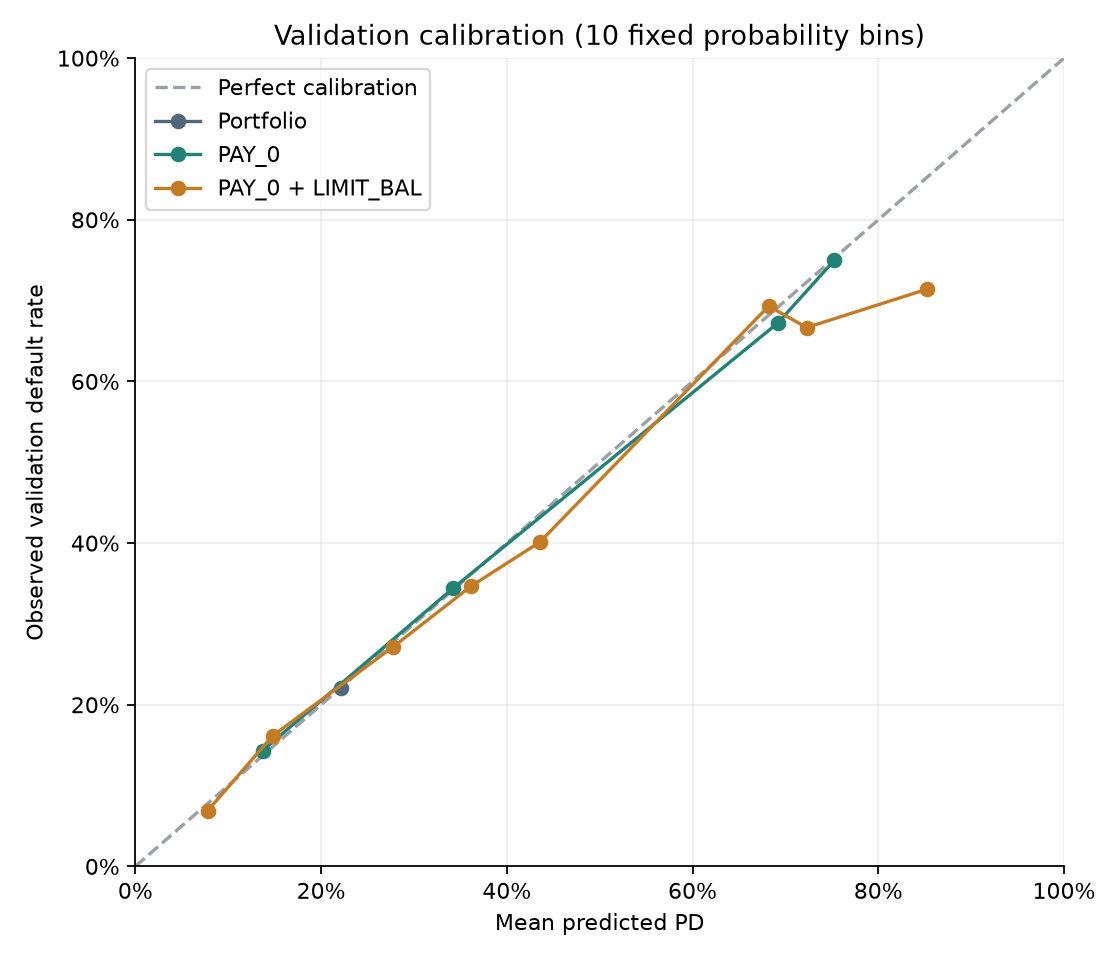 Validation calibration (10 fixed probability bins)
Perfect calibration
Portfolio
PAY_0
PAY_0 + LIMIT_BAL
100%
80%
60%
40%
20%
0%
Observed validation default rate
0%
20%
40%
60%
80%
100%
Mean predicted PD